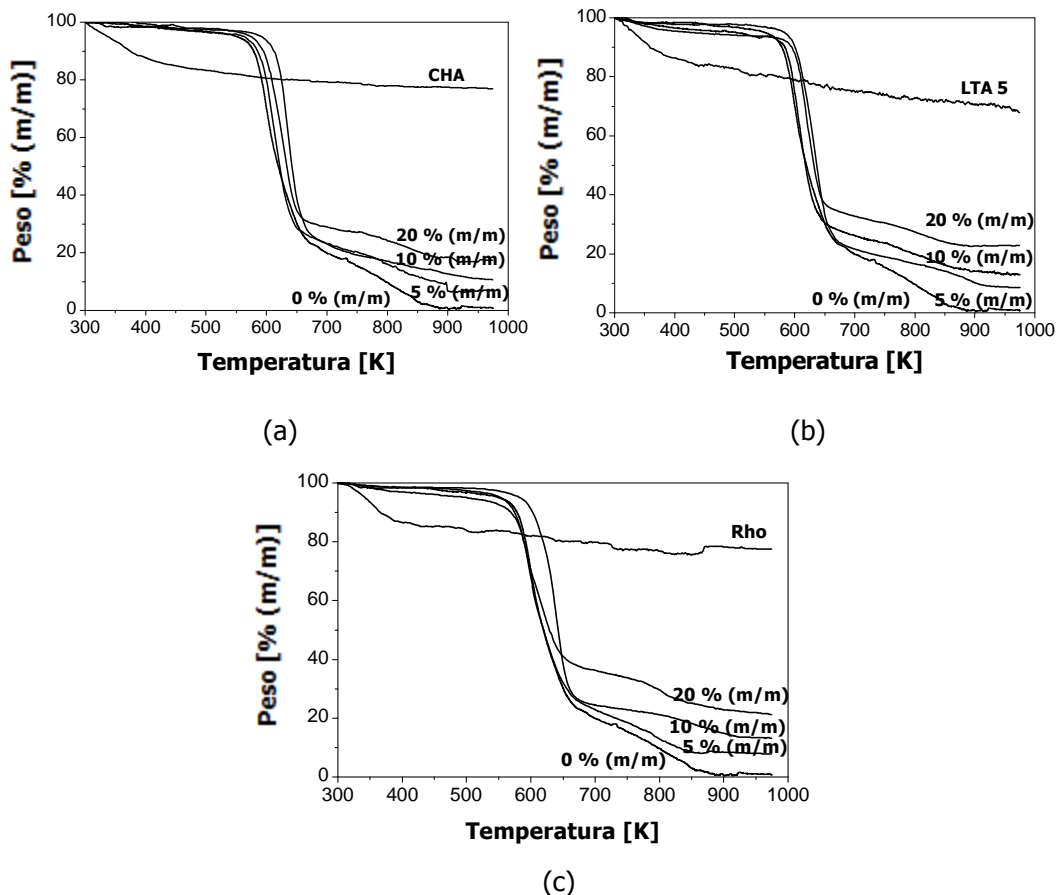 Peso [% (m/m)]
100
80
60
40
20
0
CHA
20 % (m/m)
10 % (m/m)
5 % (m/m)
0 % (m/m)
300 400 500 600 700 800 900 1000
Temperatura [K]
(a)
Peso [% (m/m)]
100
80
60
40
20
0
LTA 5
20 % (m/m)
10 % (m/m)
0 % (m/m)
5 % (m/m)
300 400 500 600 700 800 900 1000
Temperatura [K]
(b)
Peso [% (m/m)]
100
80
60
40
20
0
Rho
20 % (m/m)
10 % (m/m)
5 % (m/m)
0 % (m/m)
300 400 500 600 700 800 900 1000
Temperatura [K]
(c)